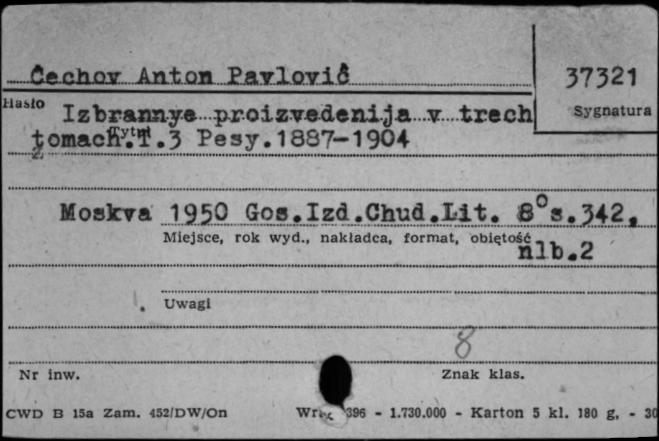 Čechov Anton Pavlovič
37321
Hasło
Izbrannye proizvedenija v trech
Sygnatura
tomach.T.3 Pesy.1887-1904
Moskva 1950 Gos.Izd.Chud.Lit. 8° s.342,
Miejsce, rok wyd., nakładca, format, objętość
nlb.2
Uwagi
8
Nr inw.
Znak klas.
CWD B 15a Zam. 452/DW/On
396 - 1.730.000 - Karton 5 kl. 180 g, - 30